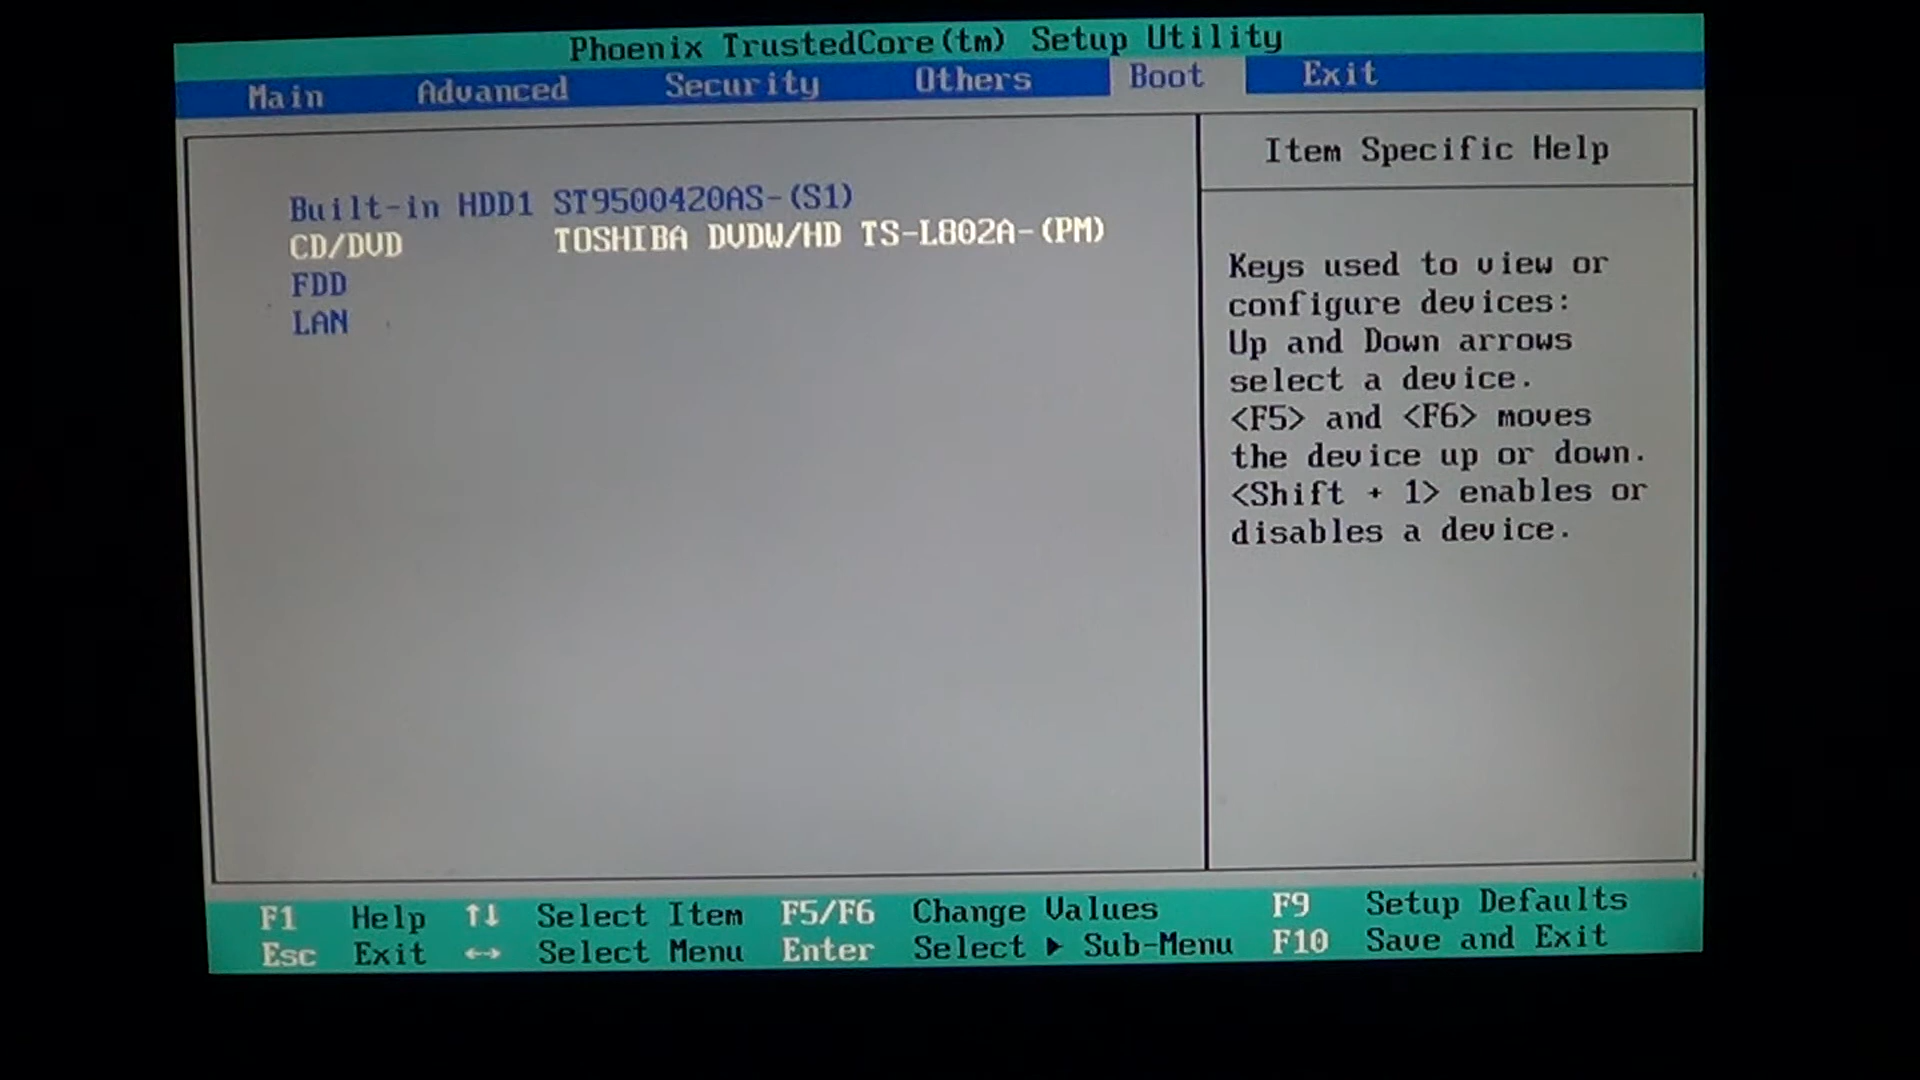 Phoenix TrustedCore(tm) Setup Utility
Main Advanced Security Others Boot Exit
Item Specific Help
Built-in HDD1 ST9500420AS-(S1)
CD/DVD TOSHIBA DVDW/HD TS-L802A-(PM)
FDD
LAN
Keys used to view or
configure devices:
Up and Down arrows
select a device.
<F5> and <F6> moves
the device up or down.
<Shift + 1> enables or
disables a device.
F1 Help ↑↓ Select Item F5/F6 Change Values F9 Setup Defaults
Esc Exit ↔ Select Menu Enter Select ▶ Sub-Menu F10 Save and Exit